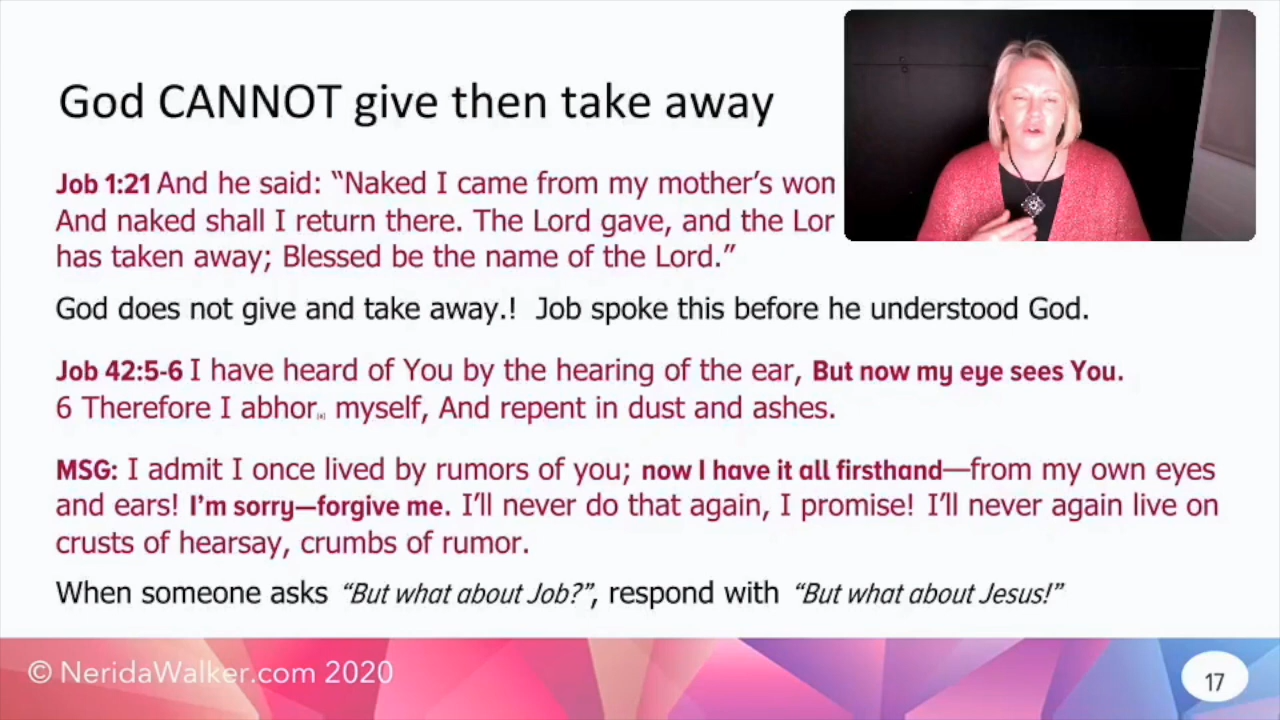 God CANNOT give then take away
Job 1:21 And he said: “Naked I came from my mother’s wom
And naked shall I return there. The Lord gave, and the Lor
has taken away; Blessed be the name of the Lord.”
God does not give and take away.! Job spoke this before he understood God.
Job 42:5-6 I have heard of You by the hearing of the ear, But now my eye sees You.
6 Therefore I abhor myself, And repent in dust and ashes.
MSG: I admit I once lived by rumors of you; now I have it all firsthand—from my own eyes
and ears! I’m sorry—forgive me. I’ll never do that again, I promise! I’ll never again live on
crusts of hearsay, crumbs of rumor.
When someone asks “But what about Job?”, respond with “But what about Jesus!”
© NeridaWalker.com 2020
17